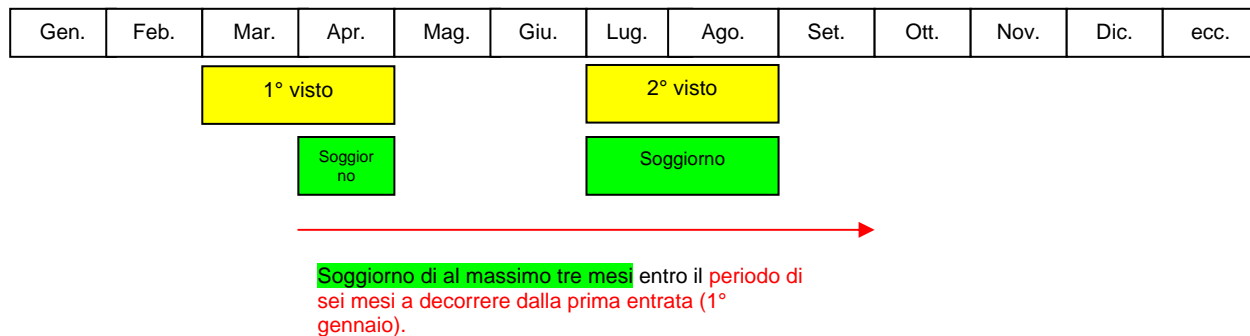 Gen. Feb. Mar. Apr. Mag. Giu. Lug. Ago. Set. Ott. Nov. Dic. ecc.
1° visto 2° visto
Soggior
no
Soggiorno
Soggiorno di al massimo tre mesi entro il periodo di
sei mesi a decorrere dalla prima entrata (1°
gennaio).